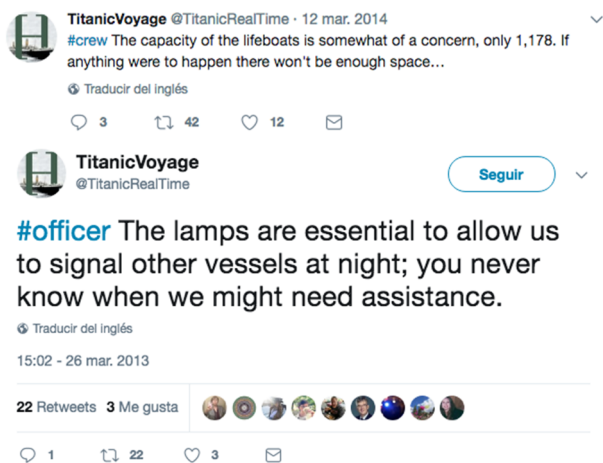 TitanicVoyage @TitanicRealTime · 12 mar. 2014
#crew The capacity of the lifeboats is somewhat of a concern, only 1,178. If
anything were to happen there won't be enough space...
Traducir del inglés
3 42 12
TitanicVoyage
@TitanicRealTime
Seguir
#officer The lamps are essential to allow us
to signal other vessels at night; you never
know when we might need assistance.
Traducir del inglés
15:02 - 26 mar. 2013
22 Retweets 3 Me gusta
1 22 3